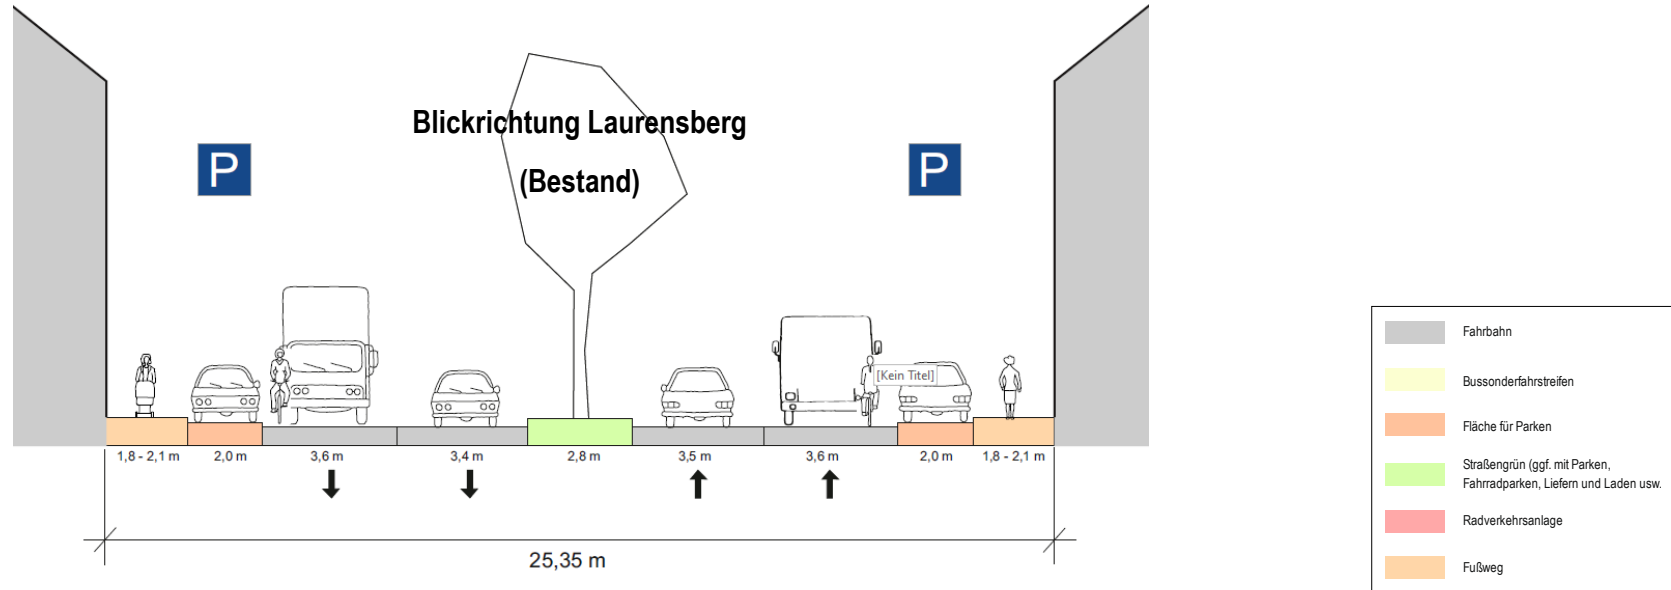 Blickrichtung Laurensberg
(Bestand)
P
P
[Kein Titel]
1,8 - 2,1 m
2,0 m
3,6 m
3,4 m
2,8 m
3,5 m
3,6 m
2,0 m
1,8 - 2,1 m
25,35 m
Fahrbahn
Bussonderfahrstreifen
Fläche für Parken
Straßengrün (ggf. mit Parken,
Fahrradparken, Liefern und Laden usw.
Radverkehrsanlage
Fußweg